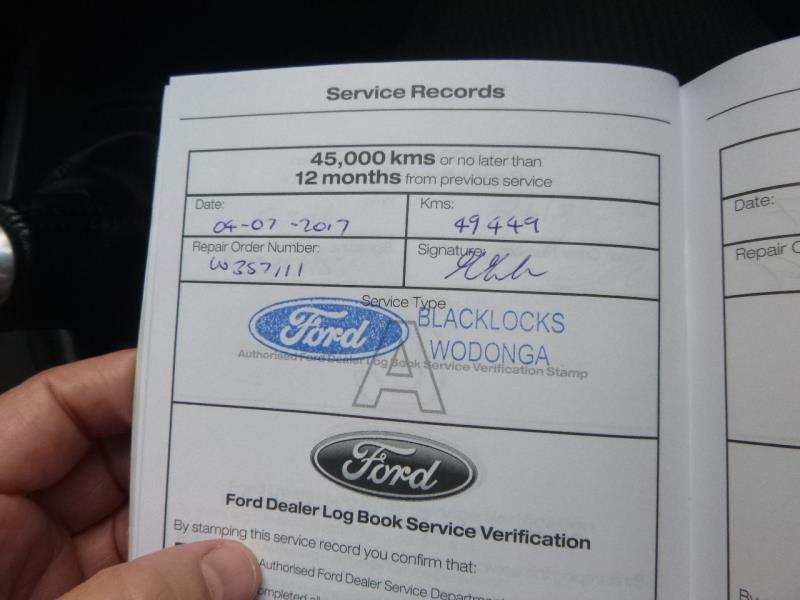 Service Records
45,000 kms or no later than
12 months from previous service
Date:
04-07-2017
Kms:
49449
Repair Order Number:
W357111
Signature:
Service Type
Ford
BLACKLOCKS
WODONGA
A
Authorised Ford Dealer Log Book Service Verification Stamp
Ford
Ford Dealer Log Book Service Verification
By stamping this service record you confirm that:
Authorised Ford Dealer Service
Date:
Repair O
By